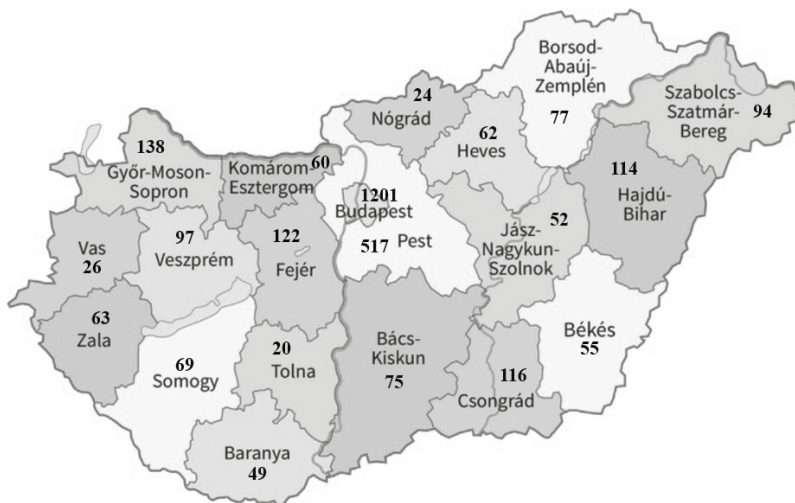 Borsod-
Abaúj-
Zemplén
77
Szabolcs-
Szatmár-
Bereg
94
24
Nógrád
62
Heves
138
Győr-Moson-
Sopron
60
Komárom-
Esztergom
114
Hajdú-
Bihar
1201
Budapest
517 Pest
52
Jász-
Nagykun-
Szolnok
Vas
26
97
Veszprém
122
Fejér
63
Zala
69
Somogy
20
Tolna
Bács-
Kiskun
75
116
Csongrád
Békés
55
Baranya
49